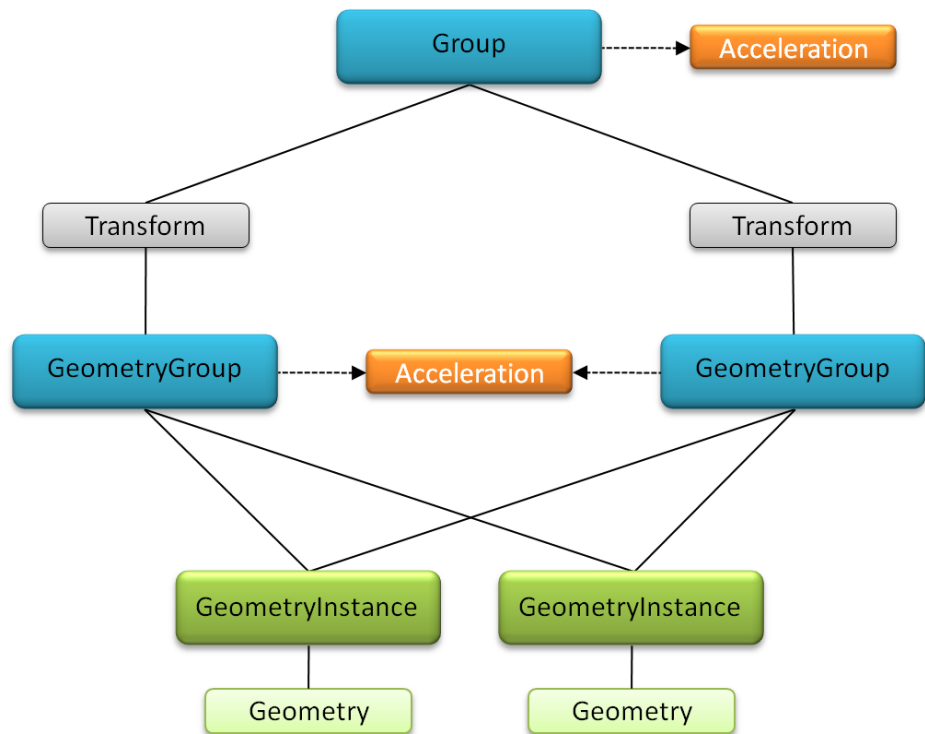 Group
Acceleration
Transform
Transform
GeometryGroup
Acceleration
GeometryGroup
GeometryInstance
GeometryInstance
Geometry
Geometry